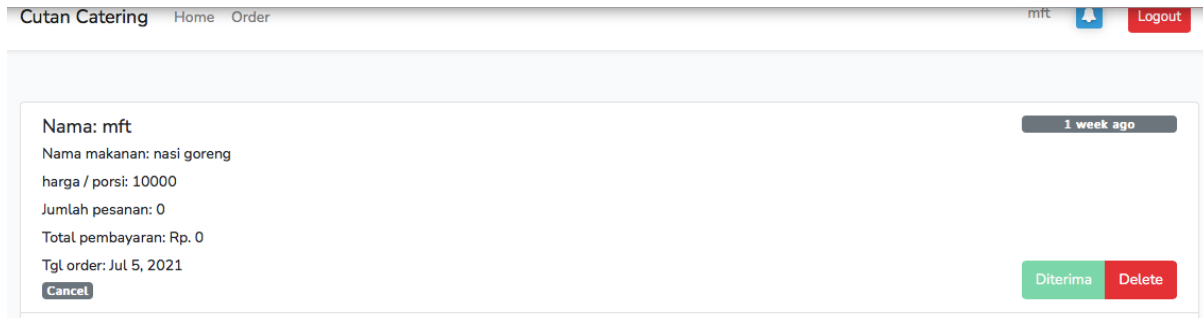 Cutan Catering Home Order mft Logout
Nama: mft 1 week ago
Nama makanan: nasi goreng
harga / porsi: 10000
Jumlah pesanan: 0
Total pembayaran: Rp. 0
Tgl order: Jul 5, 2021
Cancel Diterima Delete